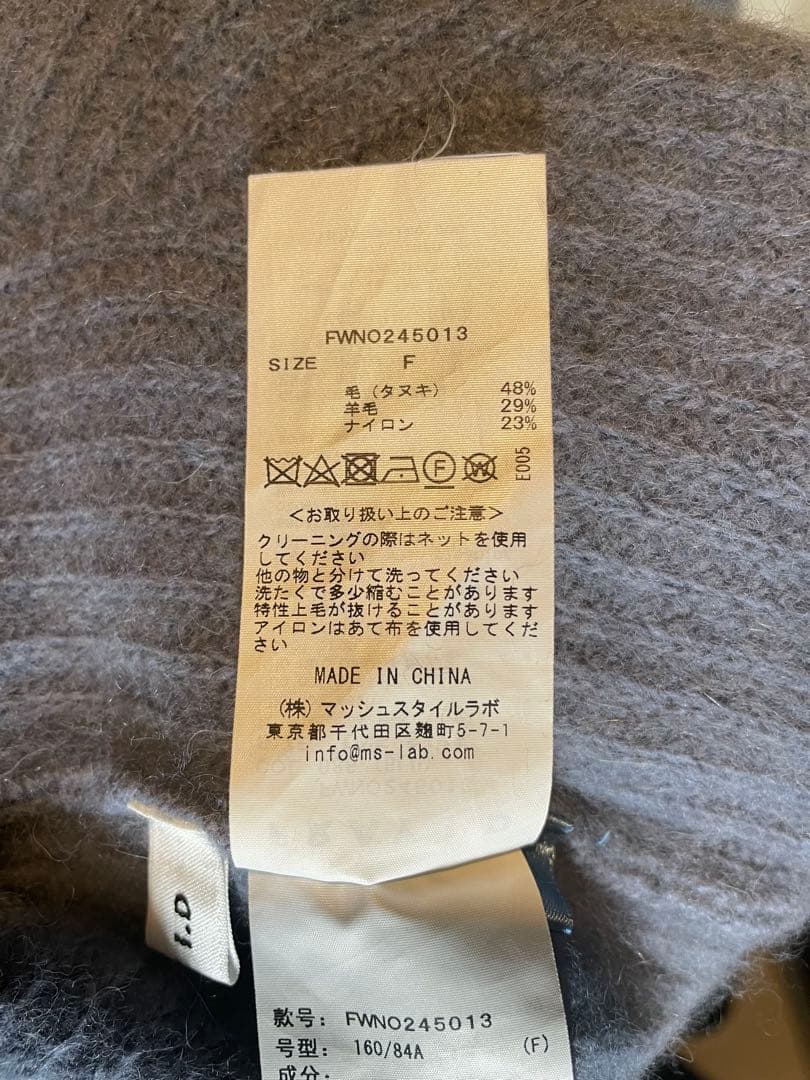 FWNO245013
SIZE F
毛（タヌキ） 48%
羊毛 29%
ナイロン 23%
F
W
E005
＜お取り扱い上のご注意＞
クリーニングの際はネットを使用
してください
他の物と分けて洗ってください
洗たくで多少縮むことがあります
特性上毛が抜けることがあります
アイロンはあて布を使用してくだ
さい
MADE IN CHINA
（株）マッシュスタイルラボ
東京都千代田区麹町5-7-1
info@ms-lab.com
i.D
款号： FWNO245013
号型： 160/84A (F)
成分：